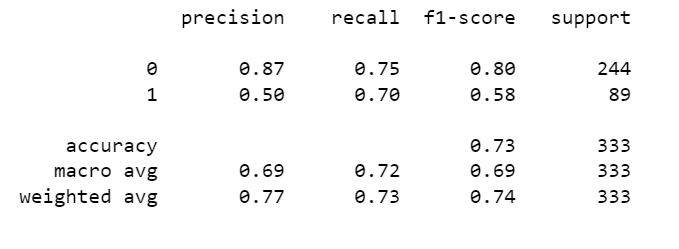 precision recall f1-score support
0 0.87 0.75 0.80 244
1 0.50 0.70 0.58 89
accuracy 0.73 333
macro avg 0.69 0.72 0.69 333
weighted avg 0.77 0.73 0.74 333